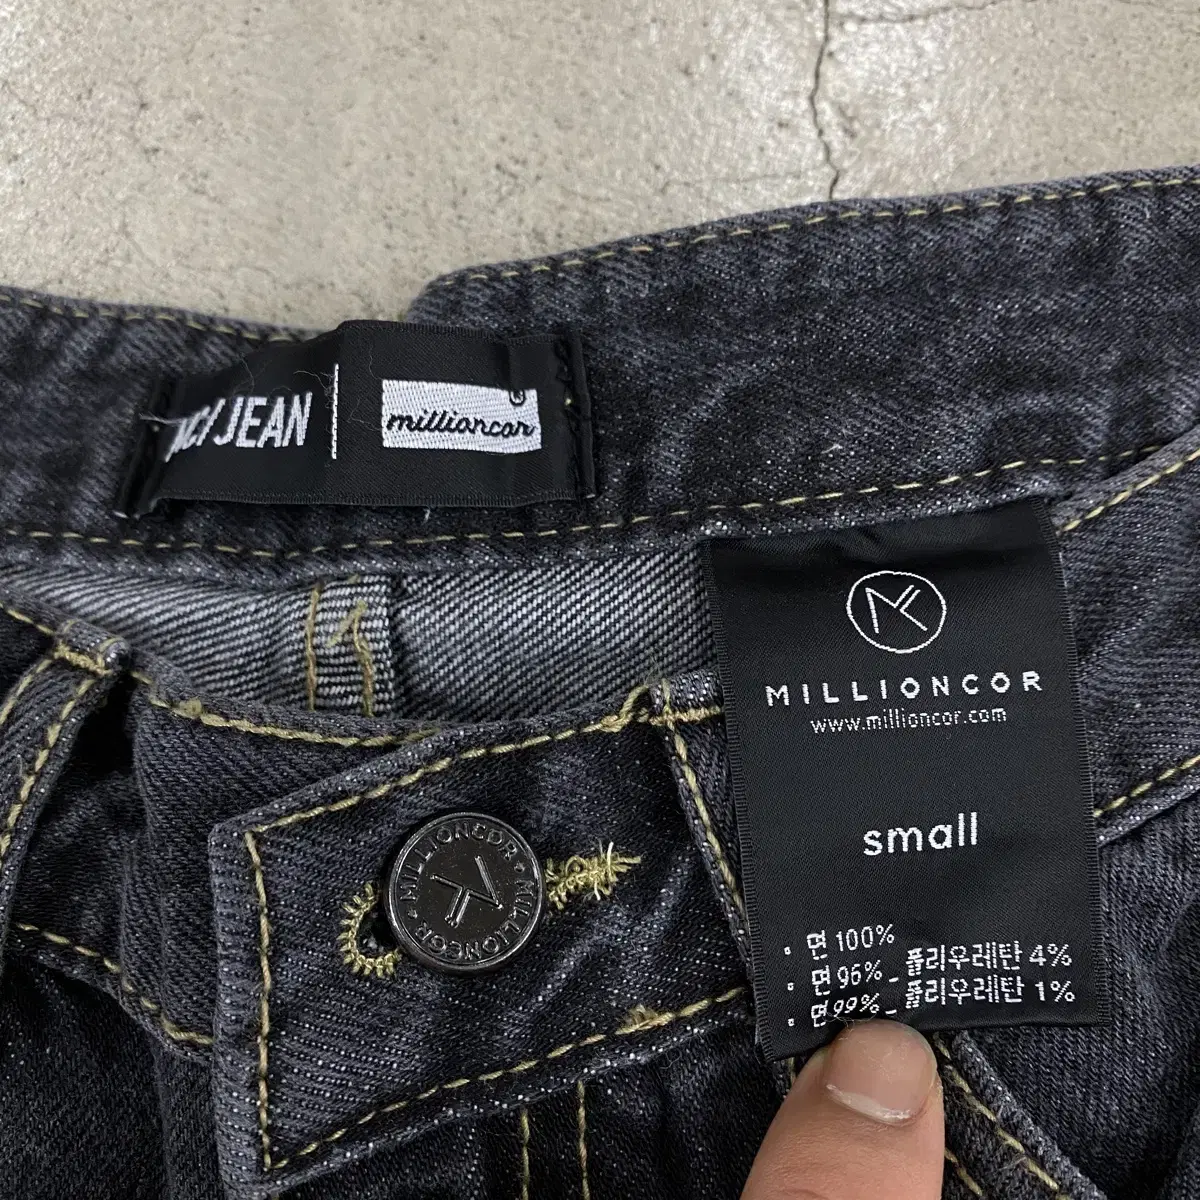 JEAN
milliancor
MILLIONCOR
www.millioncor.com
small
면 100%
면 96%_ 폴리우레탄 4%
면 99%_ 폴리우레탄 1%
MILLIONCOR · MILLIONCOR ·